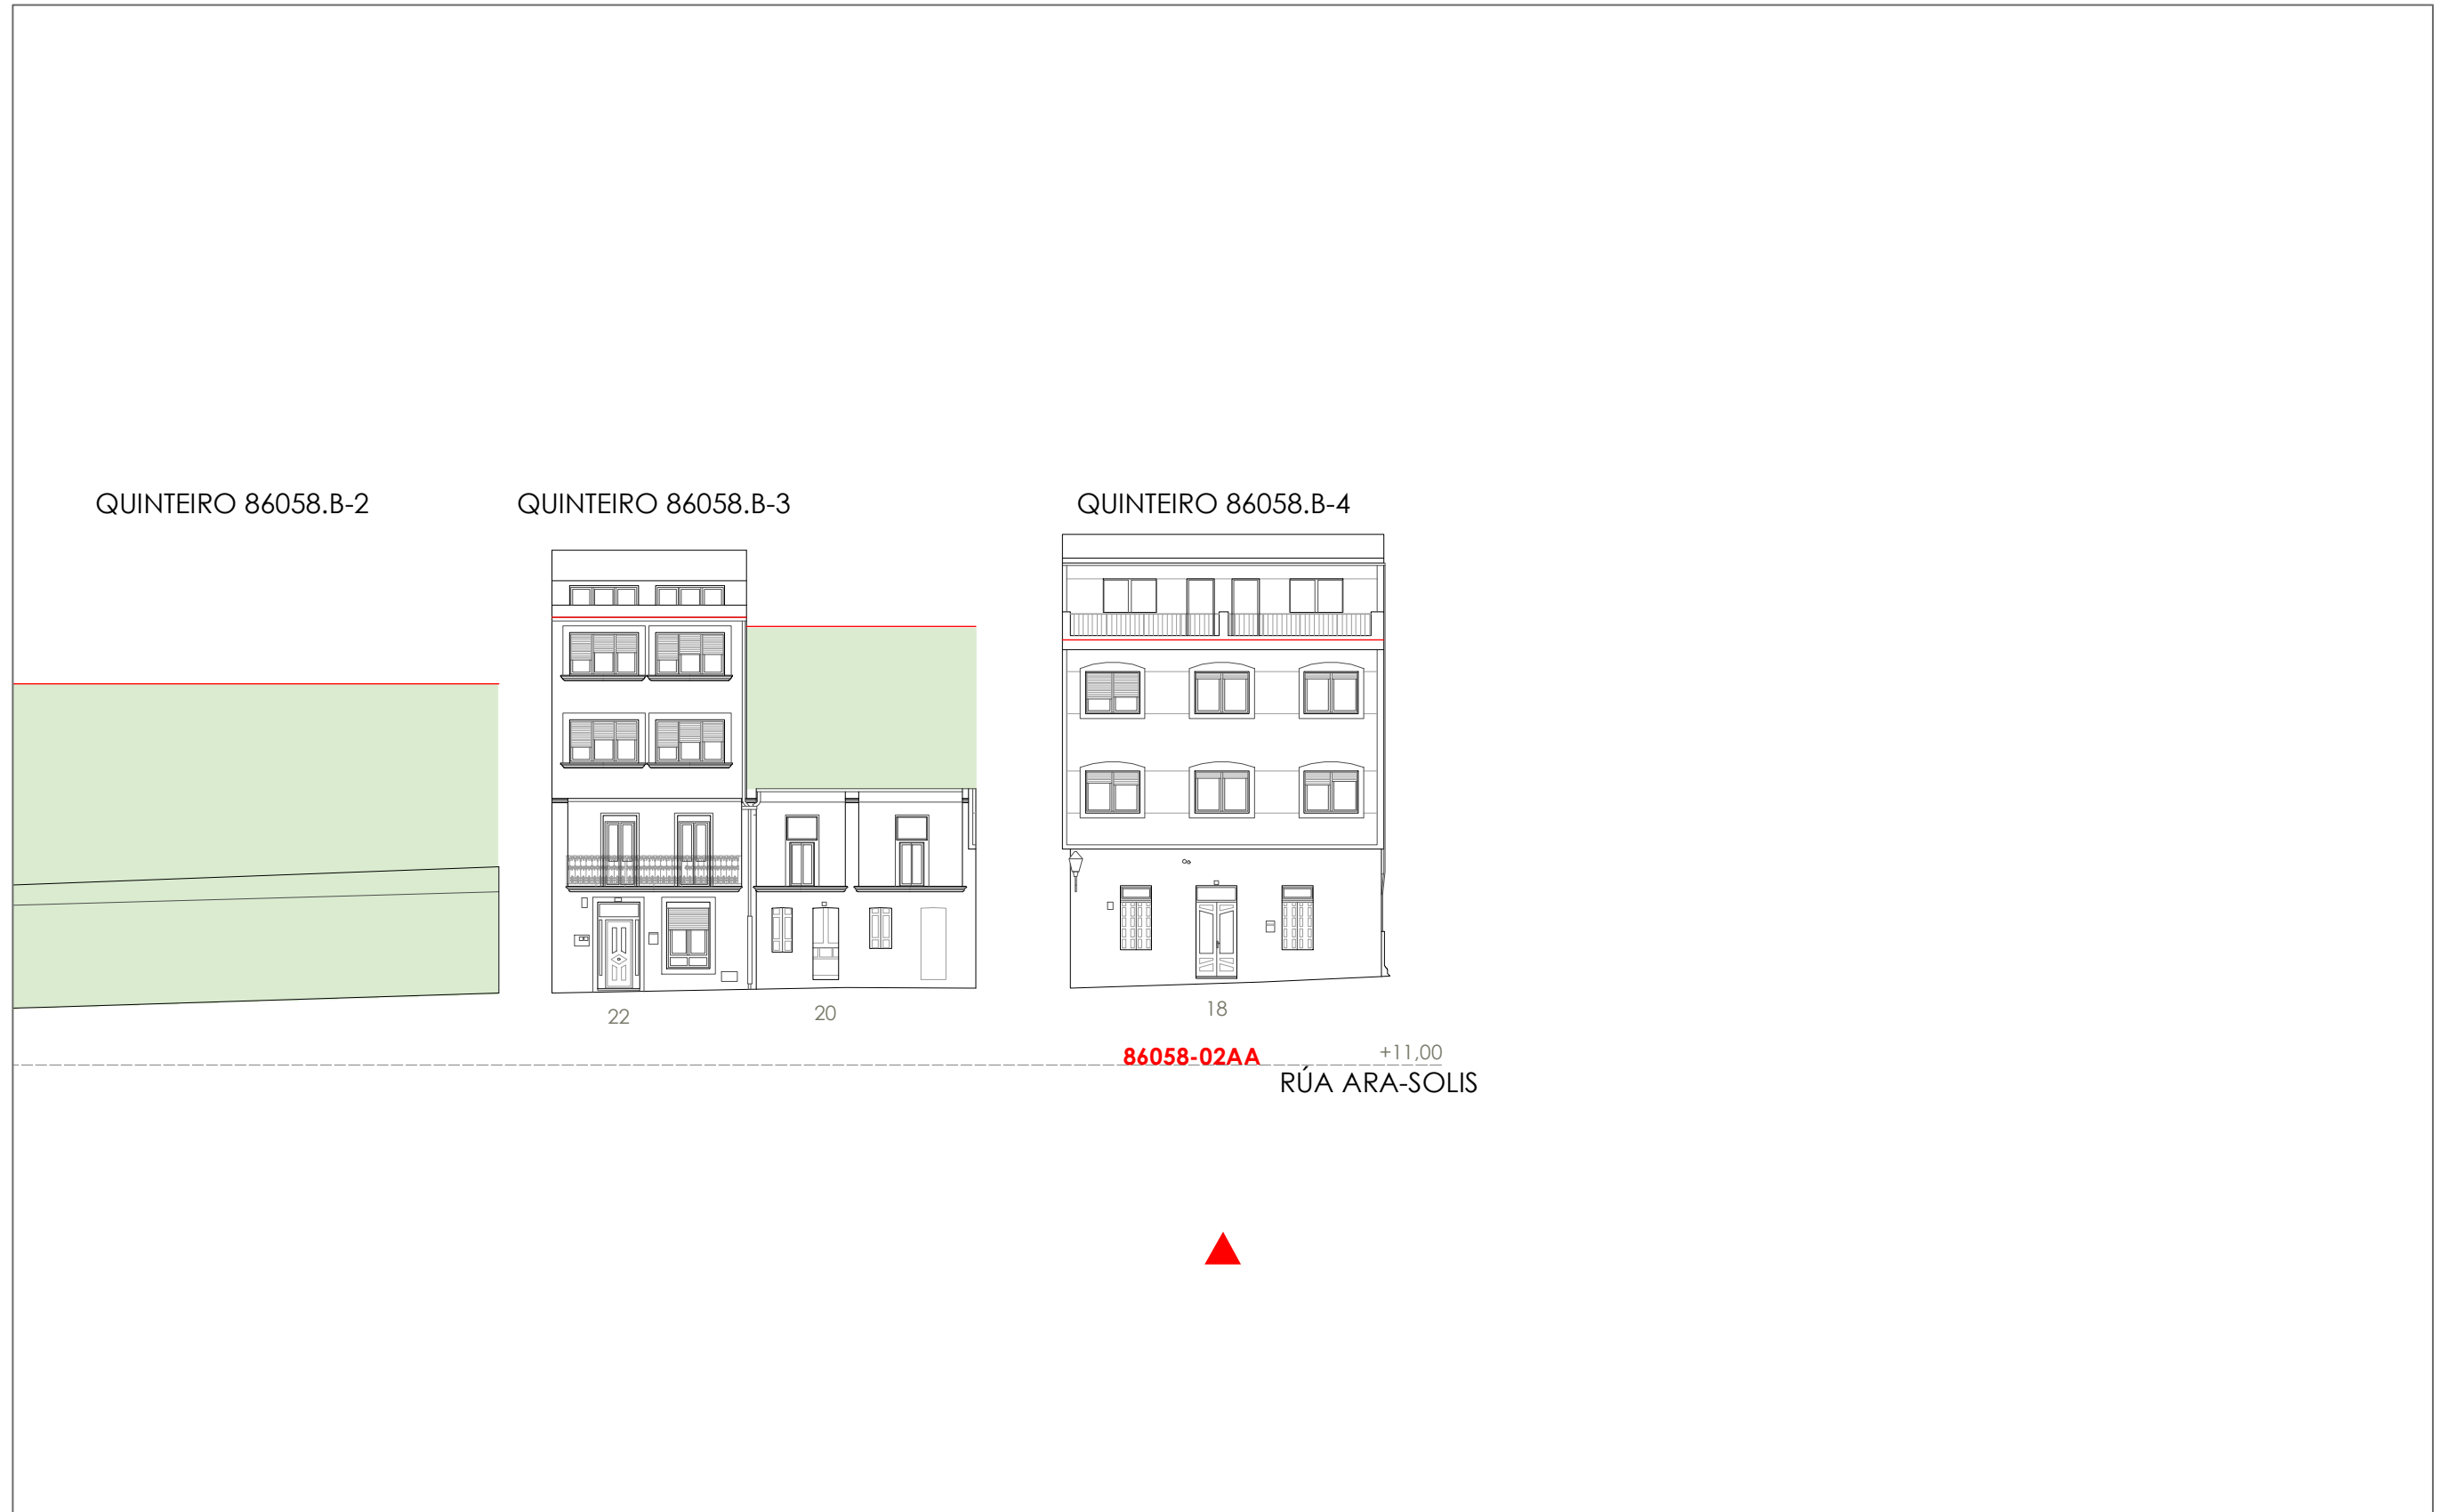 QUINTEIRO 86058.B-2
QUINTEIRO 86058.B-3
QUINTEIRO 86058.B-4
22
20
18
86058-02AA
+11,00
RÚA ARA-SOLIS